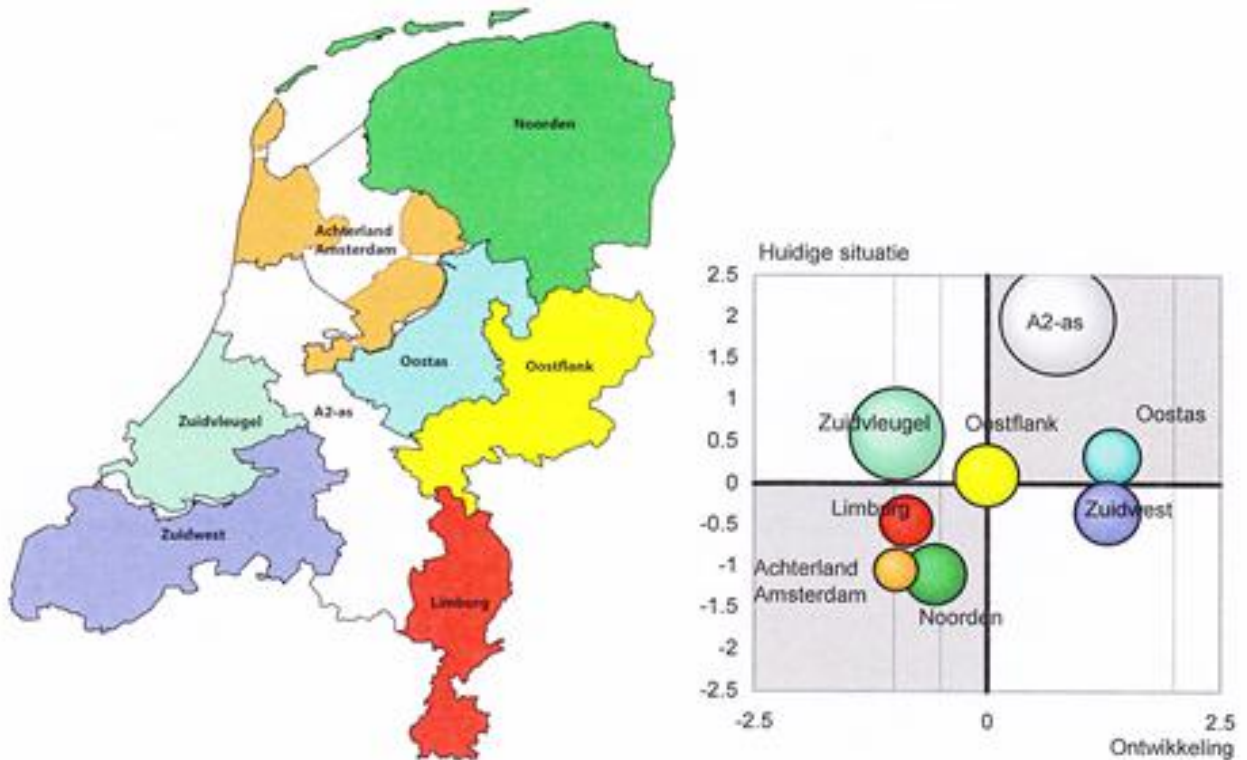 Noorden
Achterland
Amsterdam
Oostas
Oostflank
A2-as
Zuidvleugel
Zuidwest
Limburg
Huidige situatie
2.5
2
1.5
1
0.5
0
-0.5
-1
-1.5
-2
-2.5
A2-as
Zuidvleugel
Oostflank
Oostas
Limburg
Zuidwest
Achterland
Amsterdam
Noorden
-2.5 0 2.5
Ontwikkeling